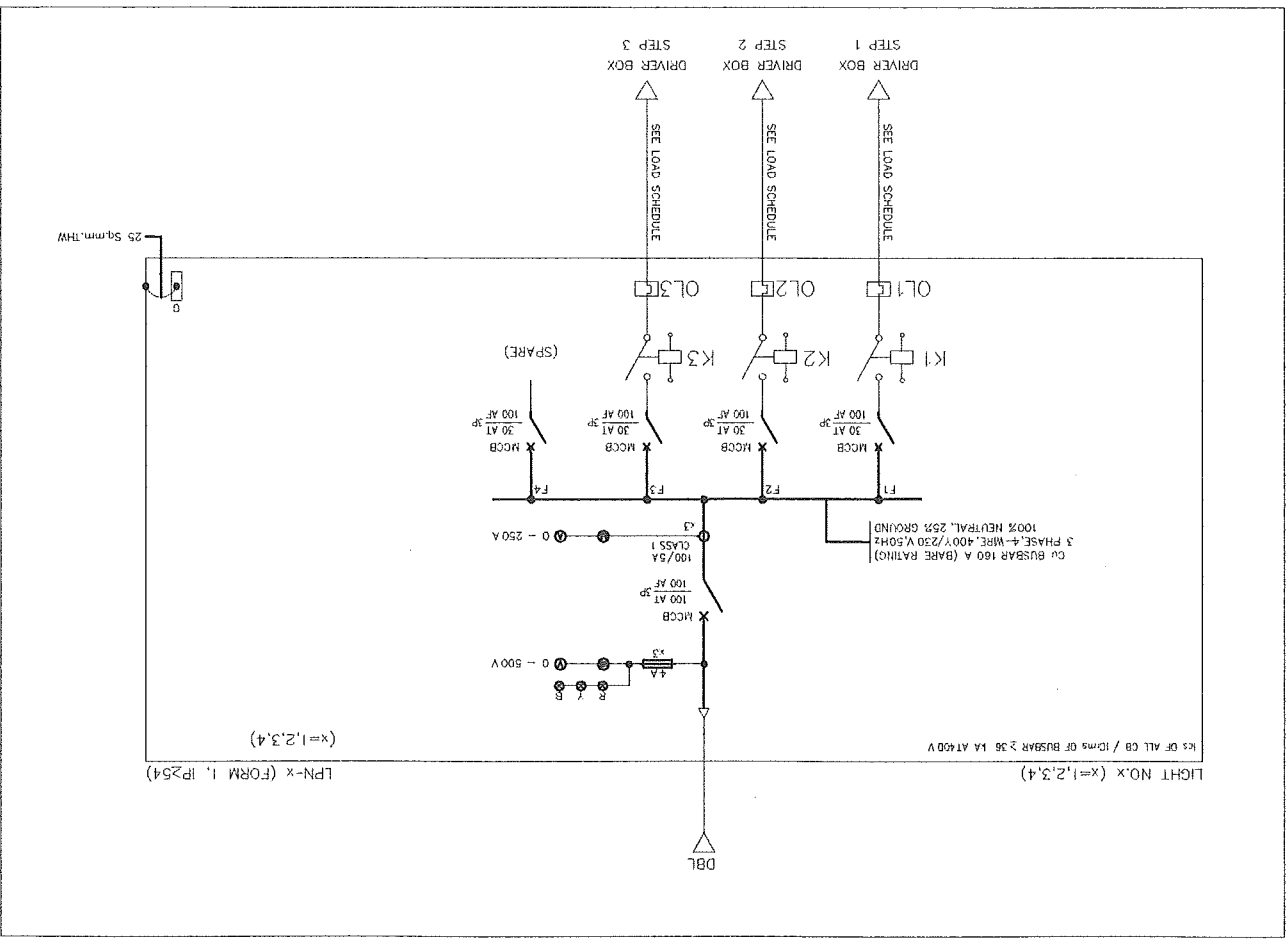 DBL
LIGHT NO.x (x=1,2,3,4)
LPN-x (FORM 1, IP≥54)
(x=1,2,3,4)
Ics OF ALL CB / IDrms OF BUSBAR ≥ 36 kA AT400V
R Y B
4A
x3
0 - 500 V
MCCB
100 AT
100 AF
3P
100/5A
CLASS 1
x3
0 - 250 A
Cu BUSBAR 160 A (BARE RATING)
3 PHASE,4-WIRE,400Y/230 V,50Hz
100% NEUTRAL, 25% GROUND
F1
F2
F3
F4
MCCB
30 AT
100 AF
3P
MCCB
30 AT
100 AF
3P
MCCB
30 AT
100 AF
3P
MCCB
30 AT
100 AF
3P
(SPARE)
K1
K2
K3
OL1
OL2
OL3
G
25 Sq.mm.THW
SEE LOAD SCHEDULE
SEE LOAD SCHEDULE
SEE LOAD SCHEDULE
DRIVER BOX
STEP 1
DRIVER BOX
STEP 2
DRIVER BOX
STEP 3